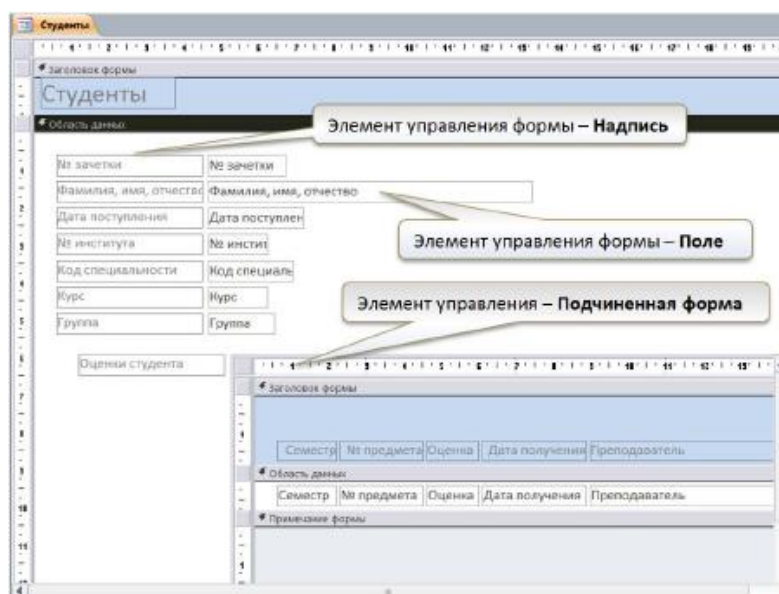 Студенты
Заголовок формы
Студенты
Область данных
Элемент управления формы – Надпись
№ зачетки № зачетки
Фамилия, имя, отчество Фамилия, имя, отчество
Дата поступления Дата поступлен
Элемент управления формы – Поле
№ института № инстит
Код специальности Код специаль
Курс Курс
Элемент управления – Подчиненная форма
Группа Группа
Оценки студента
Заголовок формы
Семестр № предмета Оценка Дата получения Преподаватель
Область данных
Семестр № предмета Оценка Дата получения Преподаватель
Примечание формы